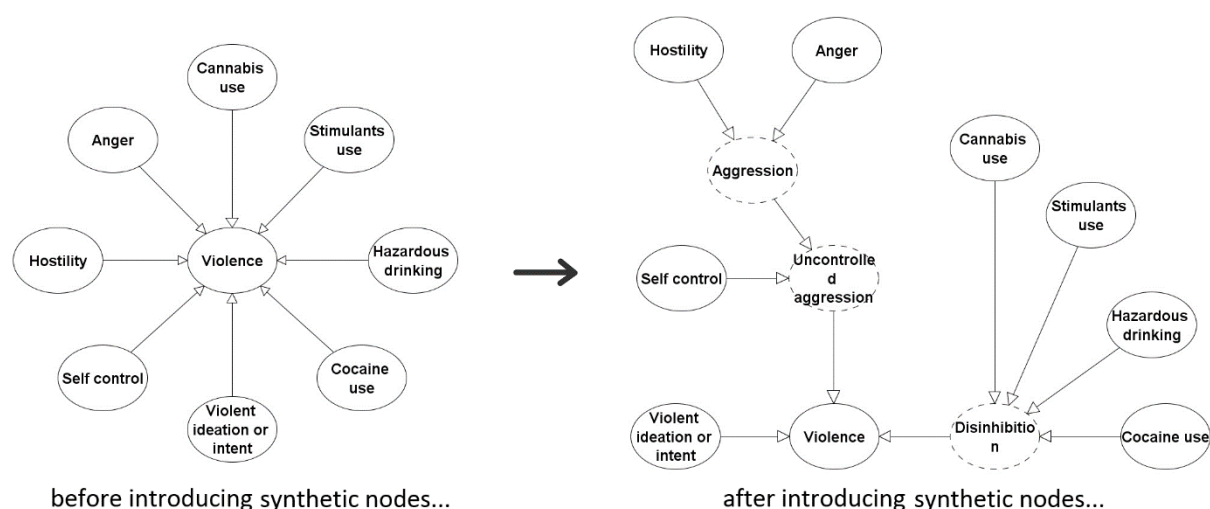 Cannabis
use
Anger
Stimulants
use
Hostility
Violence
Hazardous
drinking
Self control
Violent
ideation or
intent
Cocaine
use
before introducing synthetic nodes...
Hostility
Anger
Aggression
Cannabis
use
Stimulants
use
Self control
Uncontrolle
d
aggression
Hazardous
drinking
Violent
ideation or
intent
Violence
Disinhibitio
n
Cocaine use
after introducing synthetic nodes...